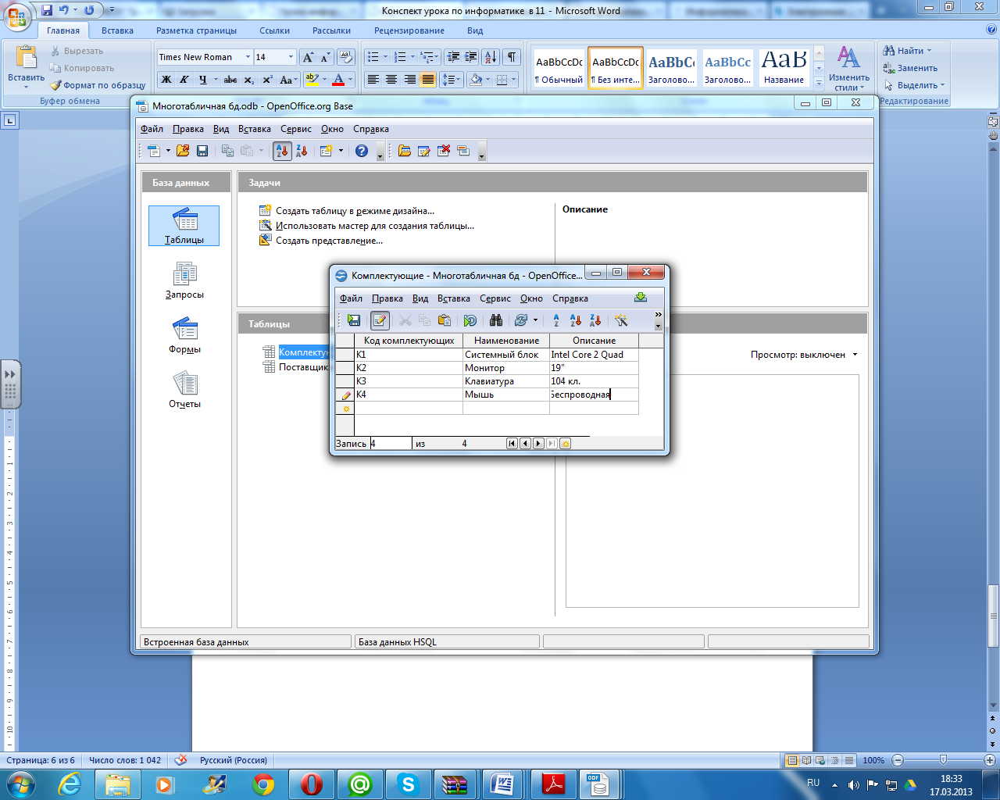 Конспект урока по информатике в 11 - Microsoft Word
Главная Вставка Разметка страницы Ссылки Рассылки Рецензирование Вид
Вставить
Вырезать
Копировать
Формат по образцу
Буфер обмена
Times New Roman 14
Ж К Ч abc x₂ x² Aa
AaBbCcDc AaBbCcDc AaBbC AaBbCc AaB
¶ Обычный ¶ Без инте... Заголово... Заголово... Название
Изменить стили
Найти
Заменить
Выделить
Редактирование
Многотабличная бд.odb - OpenOffice.org Base
Файл Правка Вид Вставка Сервис Окно Справка
База данных
Таблицы
Запросы
Формы
Отчеты
Задачи
Создать таблицу в режиме дизайна...
Использовать мастер для создания таблицы...
Создать представление...
Описание
Таблицы
Комплекту
Поставщик
Просмотр: выключен
Комплектующие - Многотабличная бд - OpenOffice...
Файл Правка Вид Вставка Сервис Окно Справка
Код комплектующих Наименование Описание
K1 Системный блок Intel Core 2 Quad
K2 Монитор 19"
K3 Клавиатура 104 кл.
K4 Мышь беспроводная
Запись 4 из 4
Встроенная база данных База данных HSQL
Страница: 6 из 6 Число слов: 1 042 Русский (Россия) 100%
RU
18:33
17.03.2013